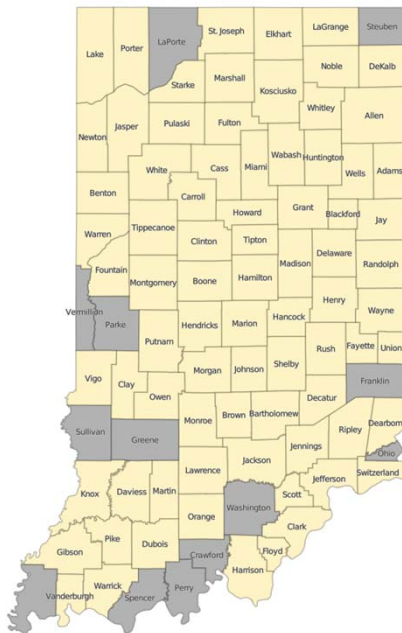 LaPorte
St. Joseph
Elkhart
LaGrange
Steuben
Lake
Porter
Noble
DeKalb
Starke
Marshall
Kosciusko
Whitley
Allen
Newton
Jasper
Pulaski
Fulton
Miami
Wabash
Huntington
White
Cass
Wells
Adams
Carroll
Benton
Howard
Grant
Blackford
Jay
Warren
Tippecanoe
Clinton
Tipton
Fountain
Madison
Delaware
Randolph
Montgomery
Boone
Hamilton
Vermillion
Parke
Henry
Wayne
Putnam
Hendricks
Marion
Hancock
Rush
Fayette
Union
Vigo
Clay
Morgan
Johnson
Shelby
Owen
Franklin
Decatur
Sullivan
Greene
Monroe
Brown
Bartholomew
Ripley
Dearborn
Jennings
Ohio
Lawrence
Jackson
Switzerland
Jefferson
Knox
Daviess
Martin
Scott
Orange
Washington
Clark
Pike
Dubois
Gibson
Crawford
Floyd
Harrison
Vanderburgh
Warrick
Spencer
Perry